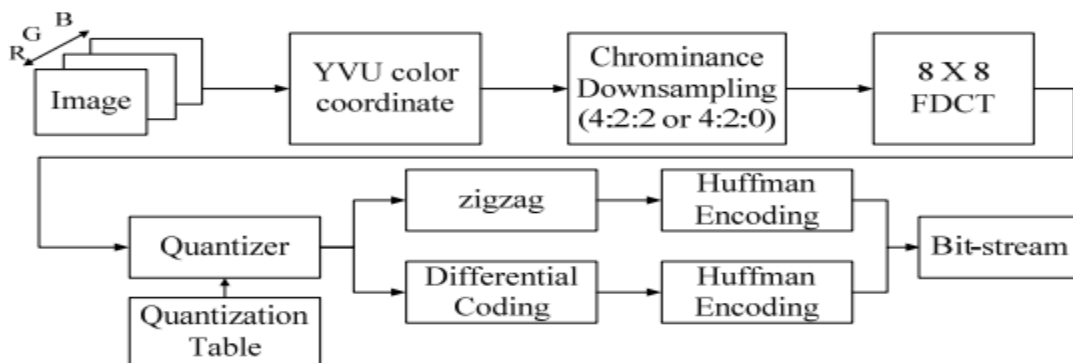 R G B
Image
YVU color
coordinate
Chrominance
Downsampling
(4:2:2 or 4:2:0)
8 X 8
FDCT
Quantizer
Quantization
Table
zigzag
Huffman
Encoding
Differential
Coding
Huffman
Encoding
Bit-stream